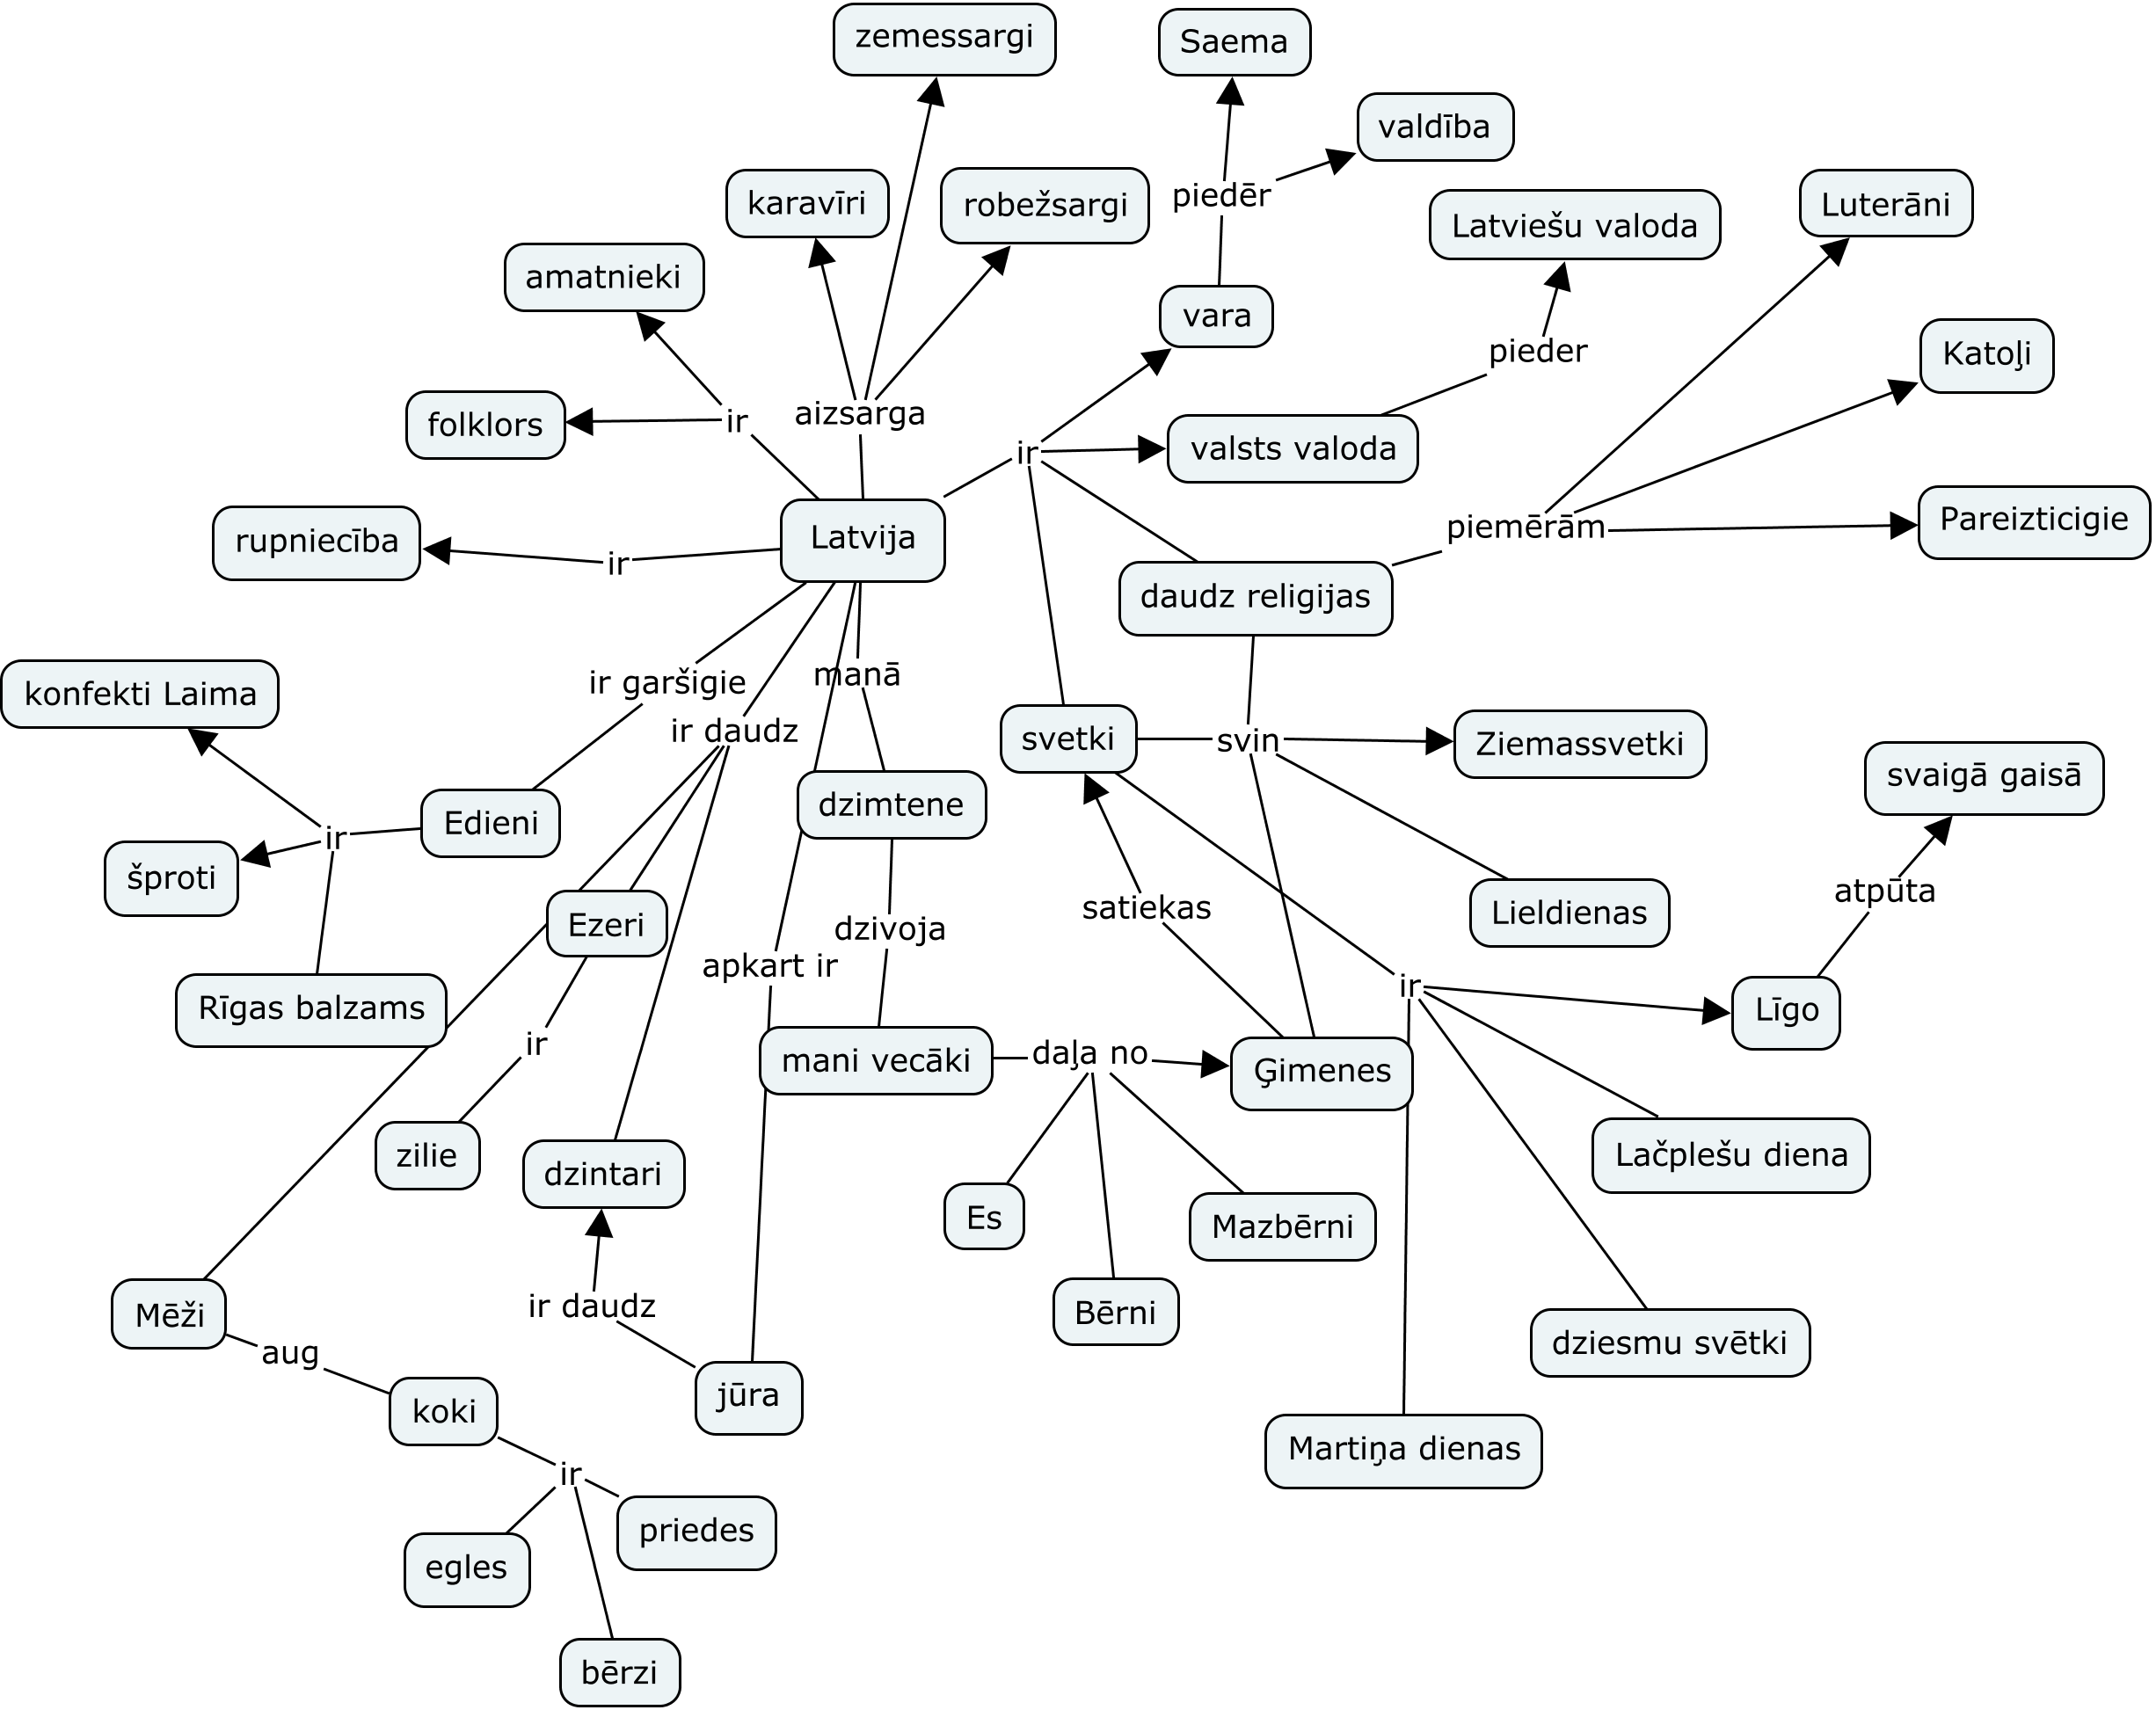 zemessargi
Saema
valdība
karavīri
robežsargi
piedēr
Latviešu valoda
Luterāni
amatnieki
vara
pieder
Katoļi
folklors
ir
aizsarga
ir
valsts valoda
rupniecība
ir
Latvija
piemērām
Pareizticigie
daudz religijas
konfekti Laima
ir garšigie
manā
ir daudz
svetki
svin
Ziemassvetki
svaigā gaisā
šproti
ir
Edieni
dzimtene
satiekas
Lieldienas
atpūta
Ezeri
dzivoja
Rīgas balzams
apkart ir
ir
Līgo
ir
mani vecāki
daļa no
Ģimenes
zilie
dzintari
Es
Mazbērni
Lačplešu diena
Mēži
ir daudz
Bērni
dziesmu svētki
aug
koki
jūra
Martiņa dienas
ir
egles
priedes
bērzi